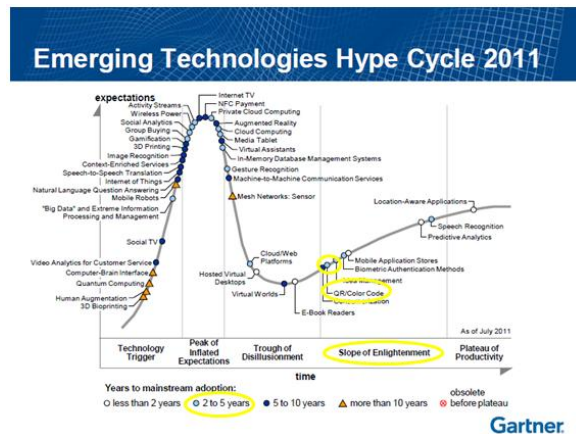 Emerging Technologies Hype Cycle 2011
expectations
Internet TV
NFC Payment
Activity Streams
Private Cloud Computing
Wireless Power
Social Analytics
Augmented Reality
Group Buying
Cloud Computing
Gamification
Media Tablet
3D Printing
Virtual Assistants
Image Recognition
In-Memory Database Management Systems
Context-Enriched Services
Gesture Recognition
Speech-to-Speech Translation
Machine-to-Machine Communication Services
Internet of Things
Natural Language Question Answering
Mobile Robots
Mesh Networks: Sensor
"Big Data" and Extreme Information
Processing and Management
Location-Aware Applications
Speech Recognition
Predictive Analytics
Social TV
Cloud/Web
Platforms
Mobile Application Stores
Video Analytics for Customer Service
Biometric Authentication Methods
Computer-Brain Interface
Hosted Virtual
Desktops
Management
Quantum Computing
Virtual Worlds
QR/Color Code
Human Augmentation
3D Bioprinting
E-Book Readers
As of July 2011
Technology
Trigger
Peak of
Inflated
Expectations
Trough of
Disillusionment
Slope of Enlightenment
Plateau of
Productivity
time
Years to mainstream adoption:
less than 2 years
2 to 5 years
5 to 10 years
more than 10 years
obsolete
before plateau
Gartner